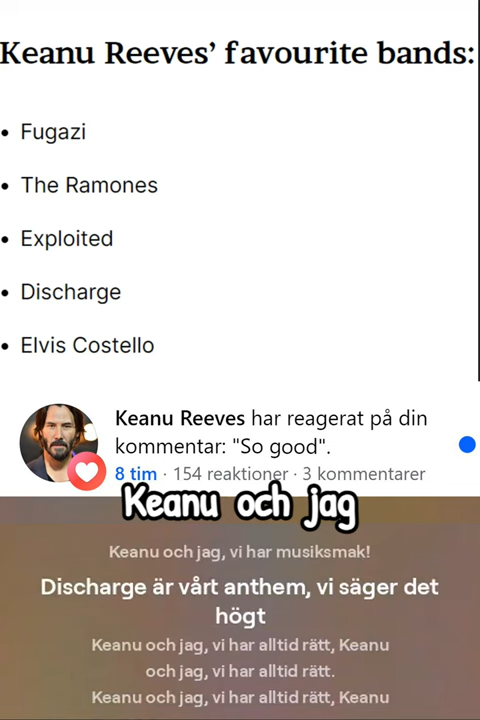 Keanu Reeves’ favourite bands:
• Fugazi
• The Ramones
• Exploited
• Discharge
• Elvis Costello
Keanu Reeves har reagerat på din
kommentar: "So good".
8 tim · 154 reaktioner · 3 kommentarer
Keanu och jag
Keanu och jag, vi har musiksmak!
Discharge är vårt anthem, vi säger det
högt
Keanu och jag, vi har alltid rätt, Keanu
och jag, vi har alltid rätt.
Keanu och jag, vi har alltid rätt, Keanu